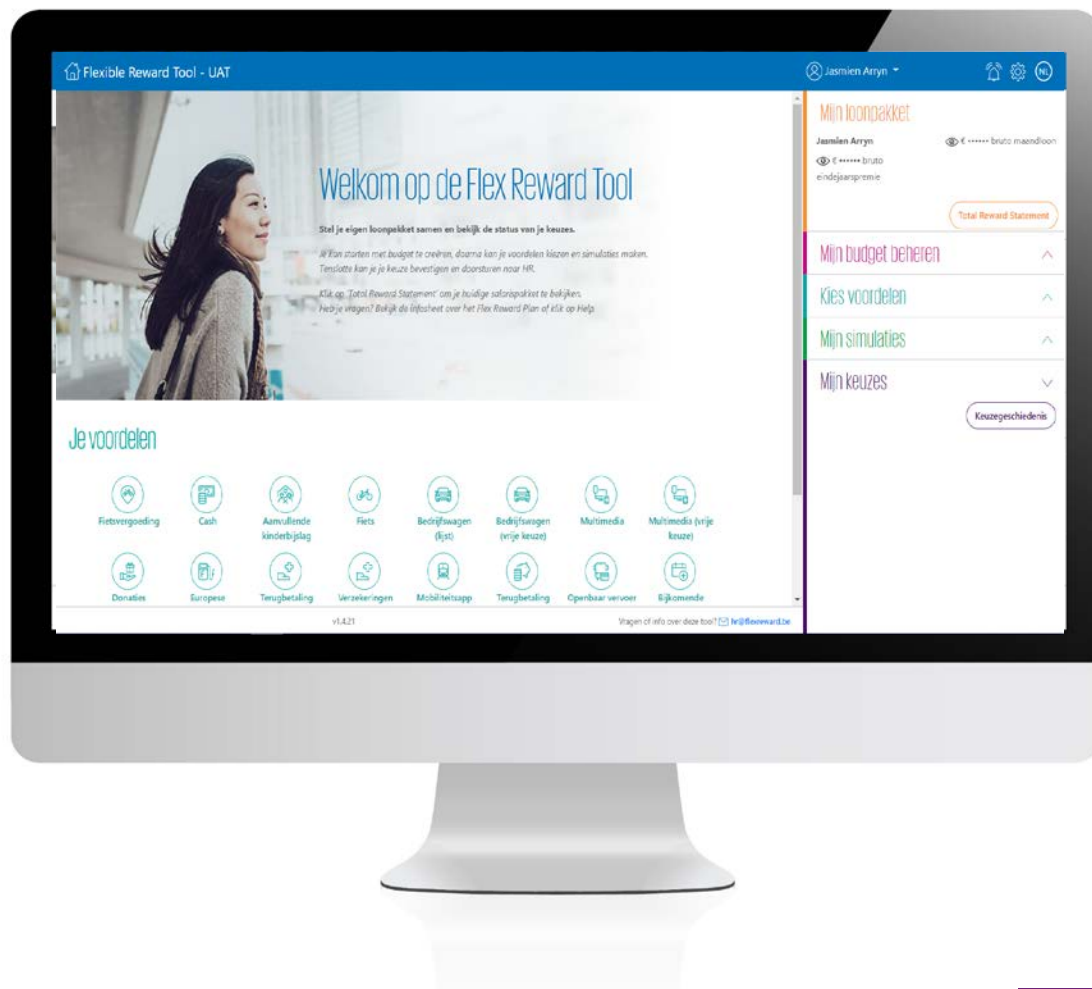 Flexible Reward Tool - UAT
Jasmien Arryn
NL
Welkom op de Flex Reward Tool
Stel je eigen loonpakket samen en bekijk de status van je keuzes.
Je kan starten met budget te creëren, daarna kan je voordelen kiezen en simulaties maken.
Tenslotte kan je je keuze bevestigen en doorsturen naar HR.
Klik op 'Total Reward Statement' om je huidige salarispakket te bekijken.
Heb je vragen? Bekijk de infosheet over het Flex Reward Plan of klik op Help.
Je voordelen
Fietsvergoeding
Cash
Aanvullende
kinderbijslag
Fiets
Bedrijfswagen
(lijst)
Bedrijfswagen
(vrije keuze)
Multimedia
Multimedia (vrije
keuze)
Donaties
Europese
Terugbetaling
Verzekeringen
Mobiliteitsapp
Terugbetaling
Openbaar vervoer
Bijkomende
v1.4.21
Vragen of info over deze tool? hr@flexreward.be
Mijn loonpakket
Jasmien Arryn
€ •••••• bruto maandloon
€ •••••• bruto
eindejaarspremie
Total Reward Statement
Mijn budget beheren
Kies voordelen
Mijn simulaties
Mijn keuzes
Keuzegeschiedenis